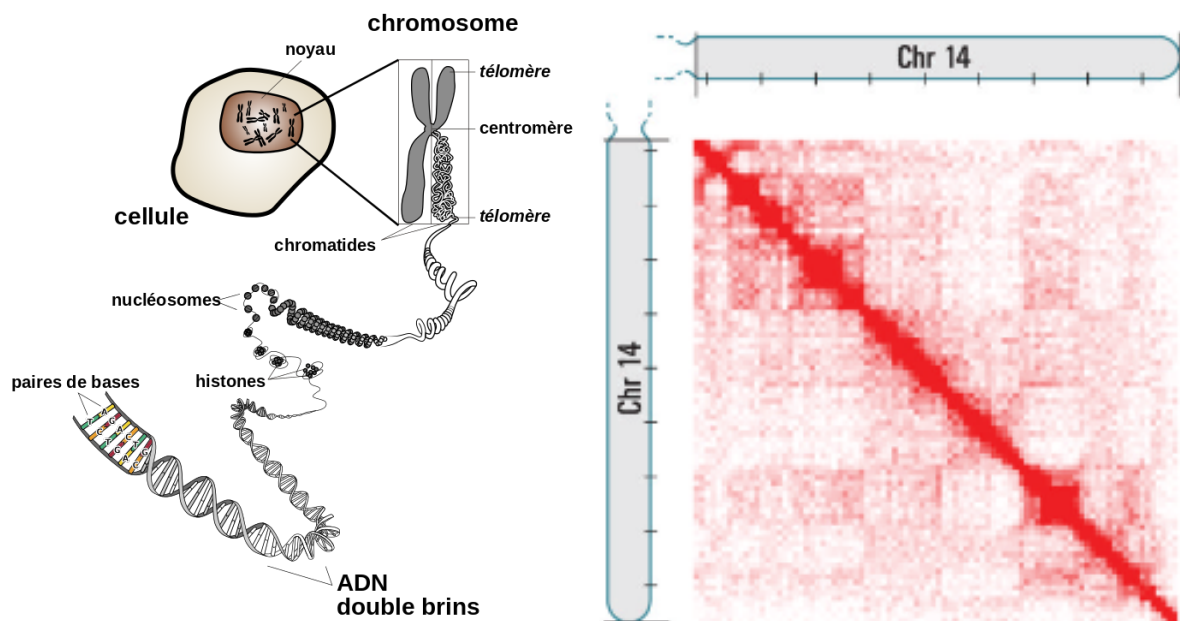 chromosome
noyau
télomère
centromère
cellule
télomère
chromatides
nucléosomes
paires de bases
histones
ADN
double brins
Chr 14
Chr 14